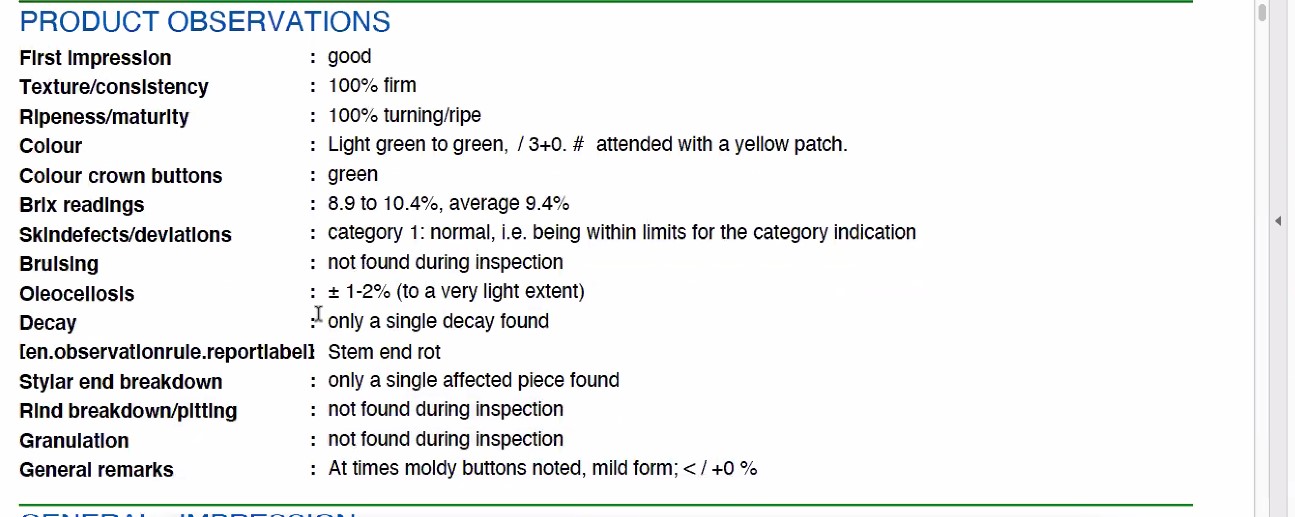 PRODUCT OBSERVATIONS
First impression : good
Texture/consistency : 100% firm
Ripeness/maturity : 100% turning/ripe
Colour : Light green to green, / 3+0. # attended with a yellow patch.
Colour crown buttons : green
Brix readings : 8.9 to 10.4%, average 9.4%
Skindefects/deviations : category 1: normal, i.e. being within limits for the category indication
Bruising : not found during inspection
Oleocellosis : ± 1-2% (to a very light extent)
Decay : only a single decay found
[en.observationrule.reportlabel]: Stem end rot
Stylar end breakdown : only a single affected piece found
Rind breakdown/pitting : not found during inspection
Granulation : not found during inspection
General remarks : At times moldy buttons noted, mild form; < / +0 %
GENERAL IMPRESSION